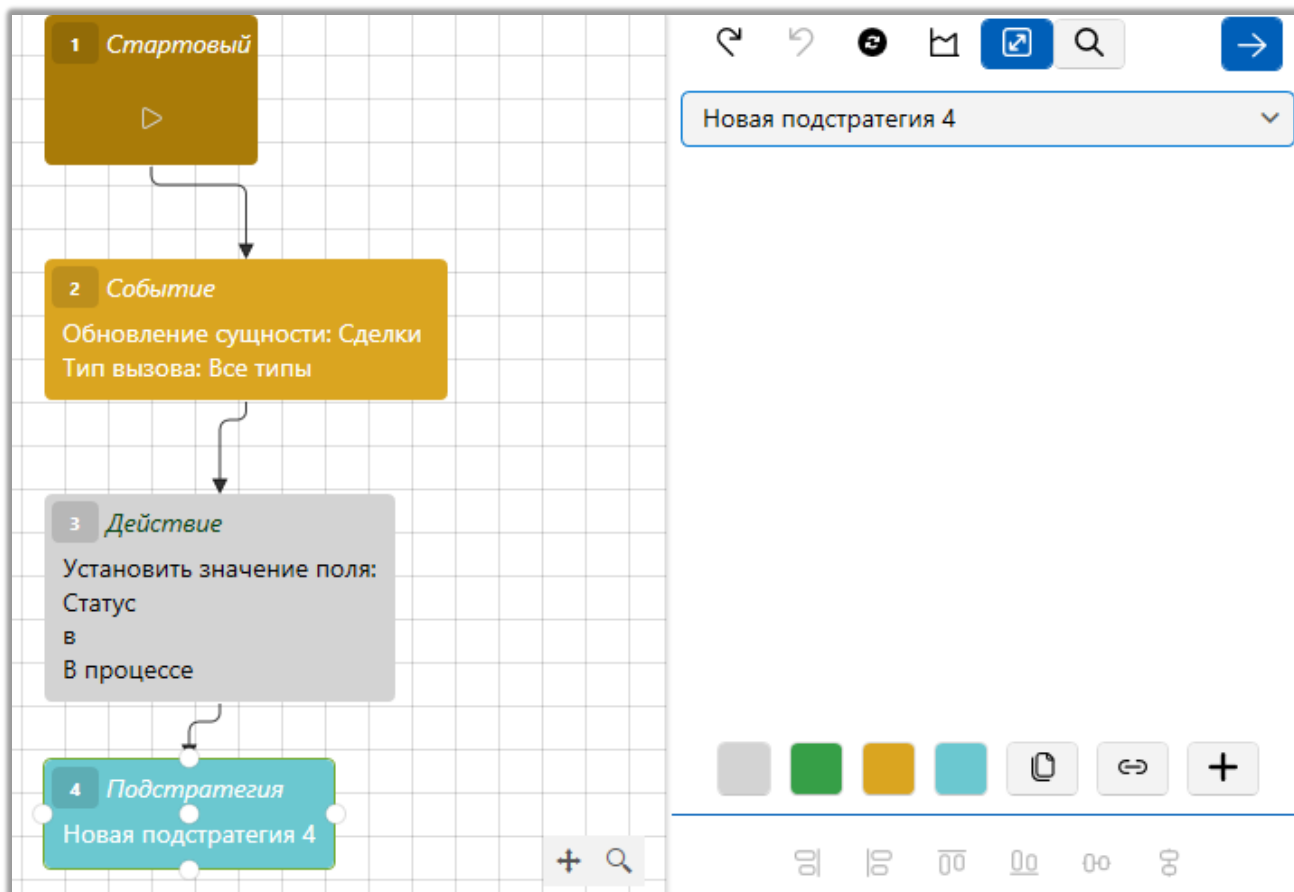 1 Стартовый
2 Событие
Обновление сущности: Сделки
Тип вызова: Все типы
3 Действие
Установить значение поля:
Статус
в
В процессе
4 Подстратегия
Новая подстратегия 4
Новая подстратегия 4